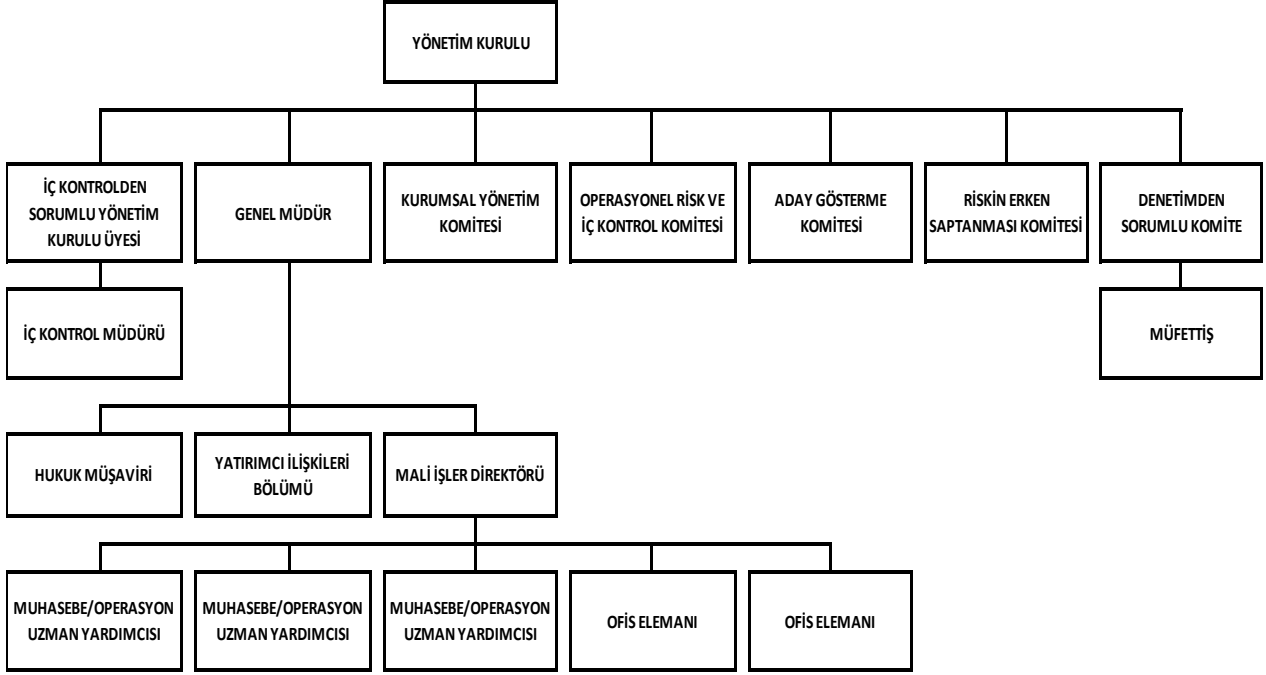 YÖNETİM KURULU
İÇ KONTROLDEN
SORUMLU YÖNETİM
KURULU ÜYESİ
GENEL MÜDÜR
KURUMSAL YÖNETİM
KOMİTESİ
OPERASYONEL RİSK VE
İÇ KONTROL KOMİTESİ
ADAY GÖSTERME
KOMİTESİ
RİSKİN ERKEN
SAPTANMASI KOMİTESİ
DENETİMDEN
SORUMLU KOMİTE
İÇ KONTROL MÜDÜRÜ
MÜFETTİŞ
HUKUK MÜŞAVİRİ
YATIRIMCI İLİŞKİLERİ
BÖLÜMÜ
MALİ İŞLER DİREKTÖRÜ
MUHASEBE/OPERASYON
UZMAN YARDIMCISI
MUHASEBE/OPERASYON
UZMAN YARDIMCISI
MUHASEBE/OPERASYON
UZMAN YARDIMCISI
OFİS ELEMANI
OFİS ELEMANI